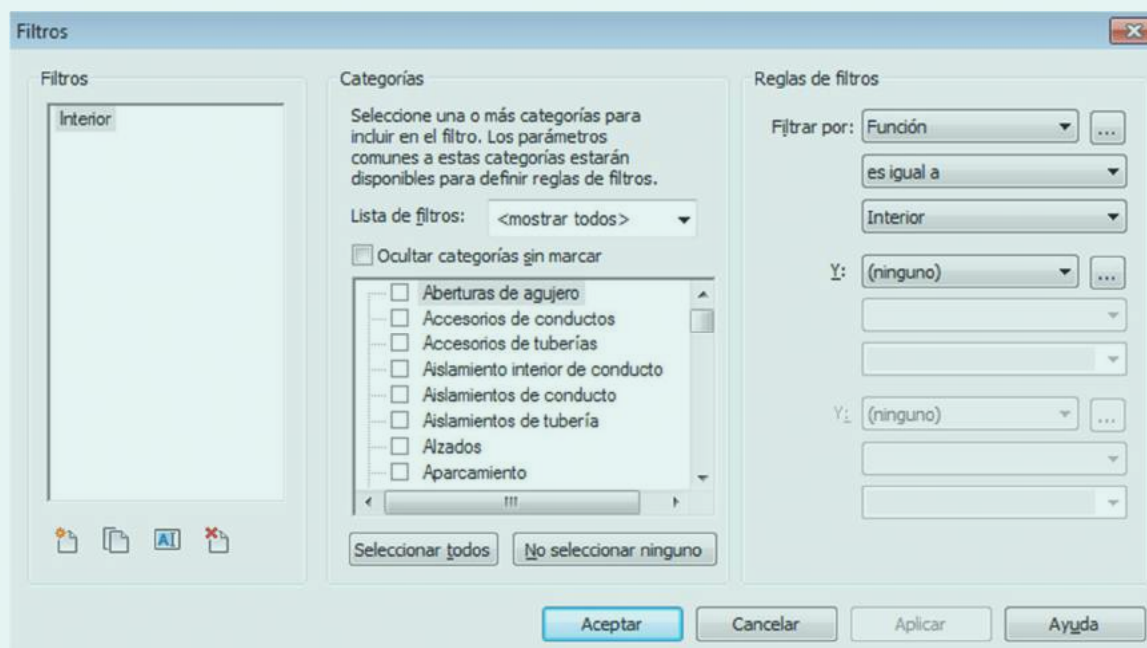 Filtros
Filtros
Interior
Categorías
Seleccione una o más categorías para
incluir en el filtro. Los parámetros
comunes a estas categorías estarán
disponibles para definir reglas de filtros.
Lista de filtros: <mostrar todos>
Ocultar categorías sin marcar
Aberturas de agujero
Accesorios de conductos
Accesorios de tuberías
Aislamiento interior de conducto
Aislamientos de conducto
Aislamientos de tubería
Alzados
Aparcamiento
Seleccionar todos No seleccionar ninguno
Reglas de filtros
Filtrar por: Función ...
es igual a
Interior
Y: (ninguno) ...
Y: (ninguno) ...
Aceptar Cancelar Aplicar Ayuda